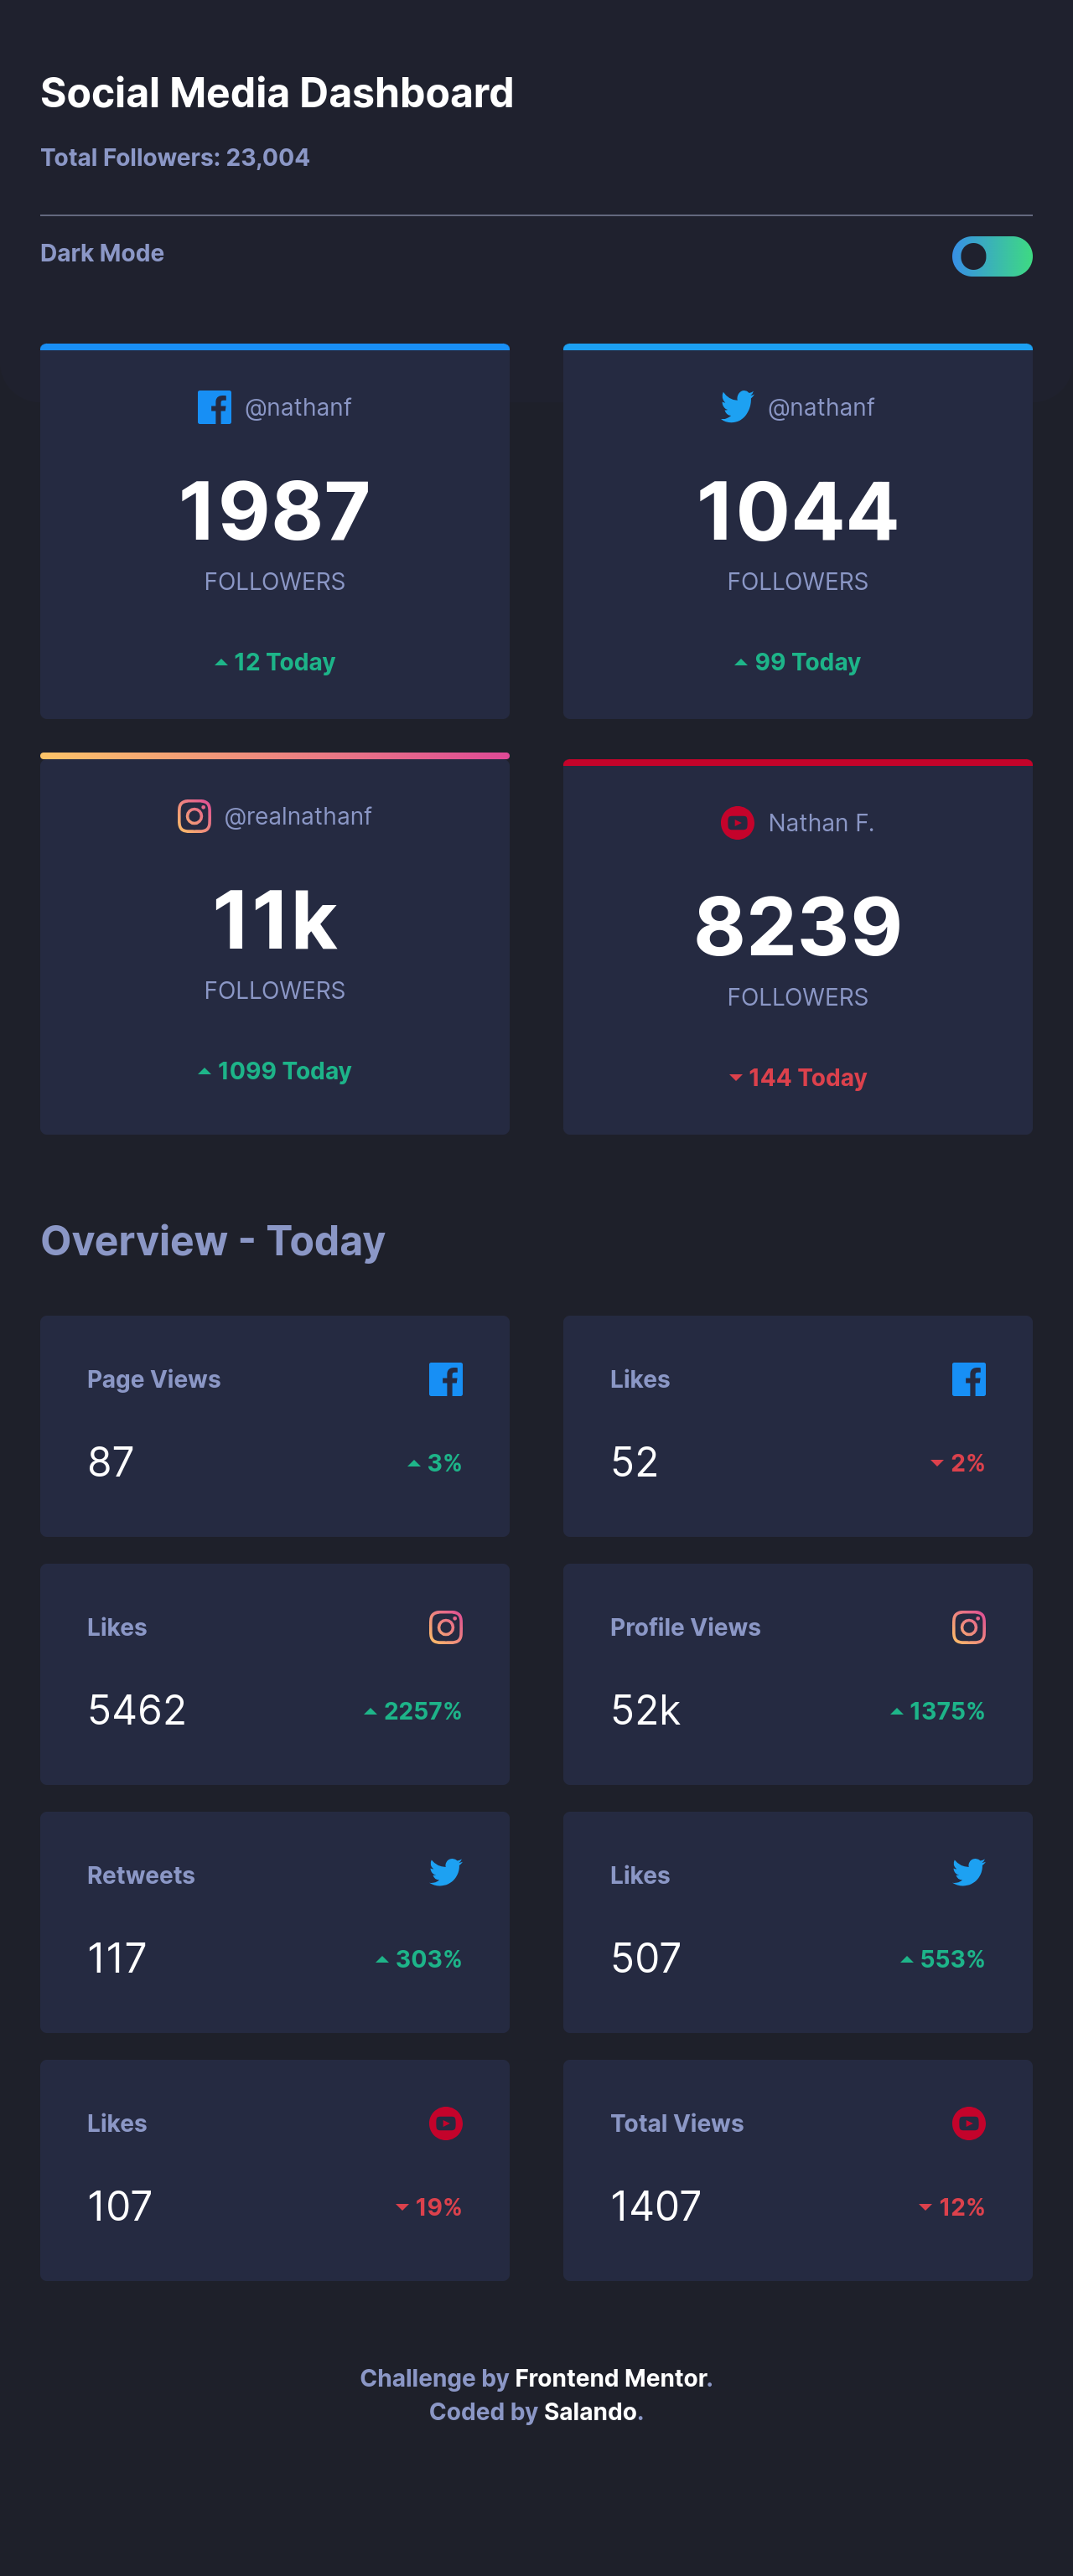 Social Media Dashboard
Total Followers: 23,004
Dark Mode
@nathanf
1987
FOLLOWERS
12 Today
@nathanf
1044
FOLLOWERS
99 Today
@realnathanf
11k
FOLLOWERS
1099 Today
Nathan F.
8239
FOLLOWERS
144 Today
Overview - Today
Page Views
87
3%
Likes
52
2%
Likes
5462
2257%
Profile Views
52k
1375%
Retweets
117
303%
Likes
507
553%
Likes
107
19%
Total Views
1407
12%
Challenge by Frontend Mentor.
Coded by Salando.